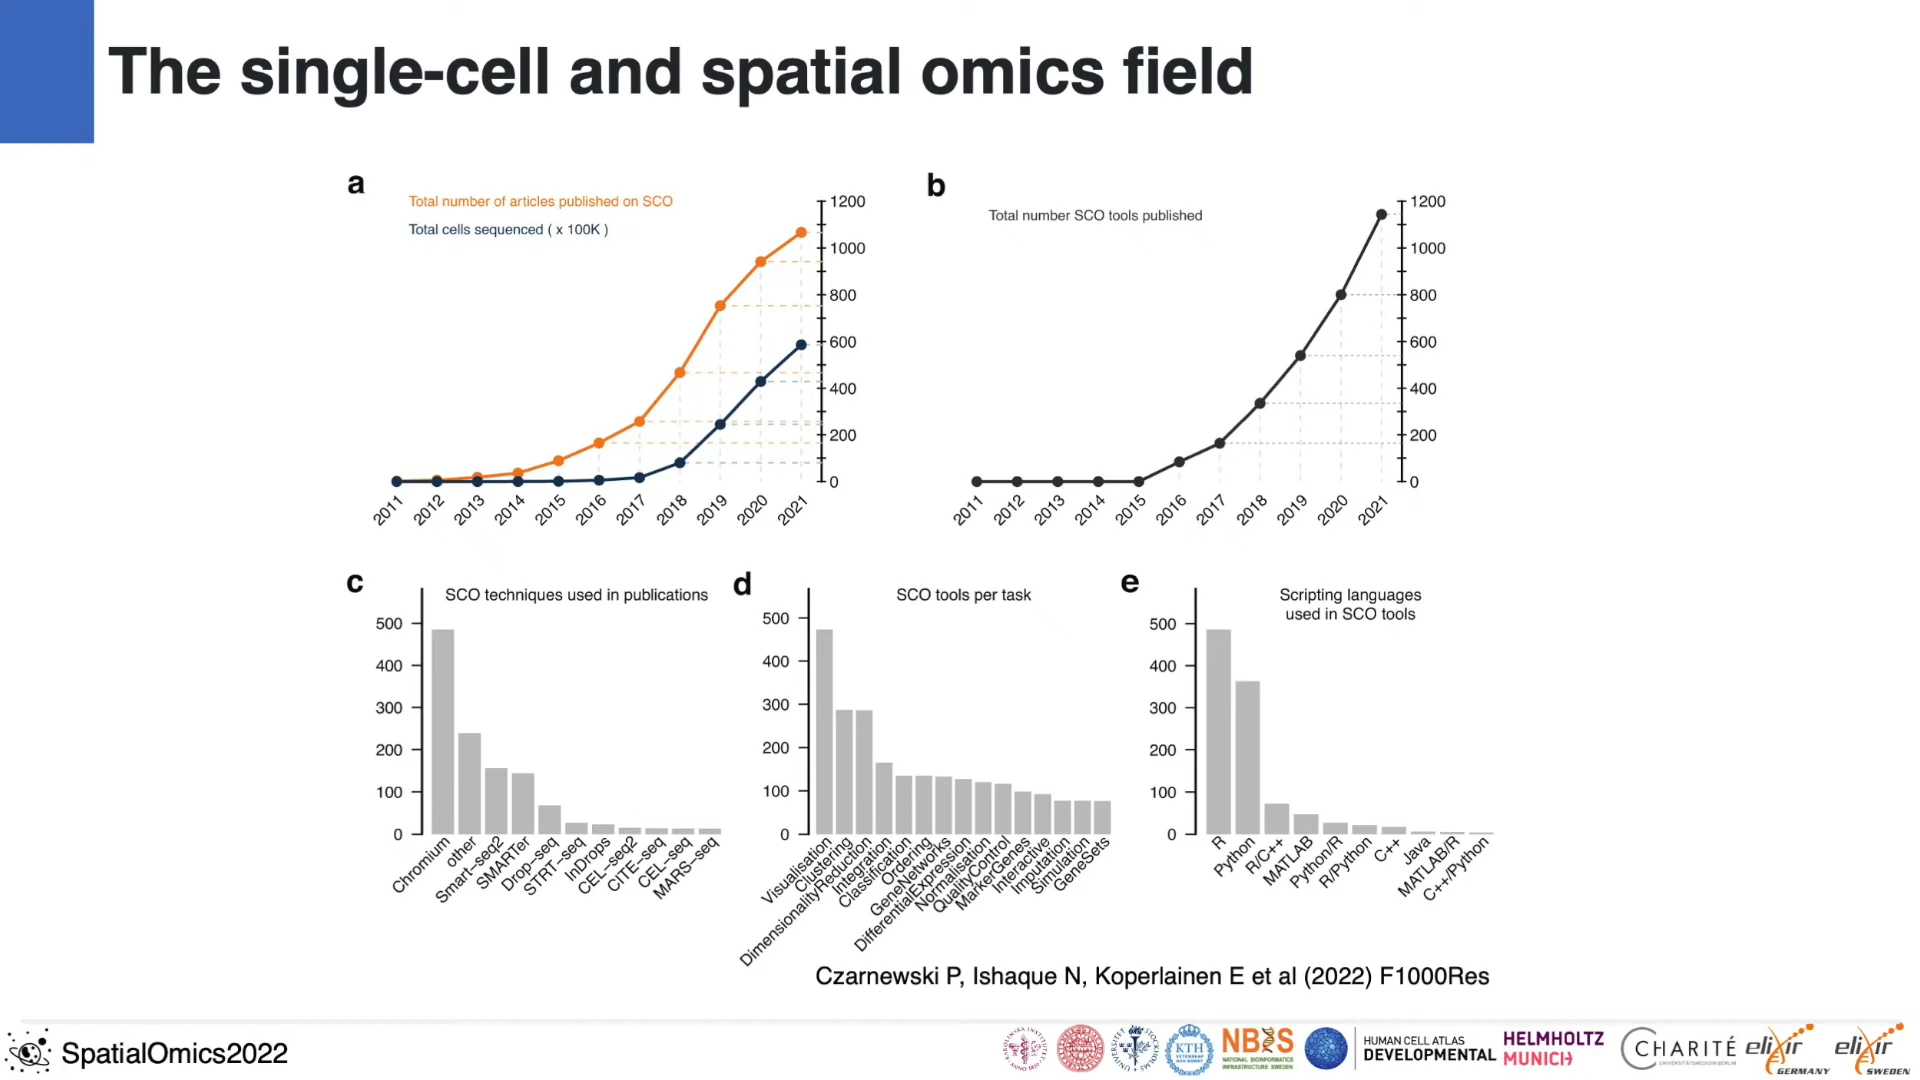 The single-cell and spatial omics field
a
Total number of articles published on SCO
Total cells sequenced ( x 100K )
1200
1000
800
600
400
200
0
2011
2012
2013
2014
2015
2016
2017
2018
2019
2020
2021
b
Total number SCO tools published
1200
1000
800
600
400
200
0
2011
2012
2013
2014
2015
2016
2017
2018
2019
2020
2021
c
SCO techniques used in publications
500
400
300
200
100
0
Chromium
other
Smart−seq2
SMARTer
Drop−seq
STRT−seq
InDrops
CEL−seq2
CITE−seq
CEL−seq
MARS−seq
d
SCO tools per task
500
400
300
200
100
0
Visualisation
Clustering
DimensionalityReduction
Integration
Classification
Ordering
GeneNetworks
DifferentialExpression
Normalisation
QualityControl
MarkerGenes
Interactive
Imputation
Simulation
GeneSets
e
Scripting languages
used in SCO tools
500
400
300
200
100
0
R
Python
R/C++
MATLAB
Python/R
R/Python
C++
Java
MATLAB/R
C++/Python
Czarnewski P, Ishaque N, Koperlainen E et al (2022) F1000Res
SpatialOmics2022
KTH
NBIS
NATIONAL BIOINFORMATICS
INFRASTRUCTURE SWEDEN
HUMAN CELL ATLAS
DEVELOPMENTAL
HELMHOLTZ
MUNICH
CHARITÉ
UNIVERSITÄTSMEDIZIN BERLIN
elixir
GERMANY
elixir
SWEDEN